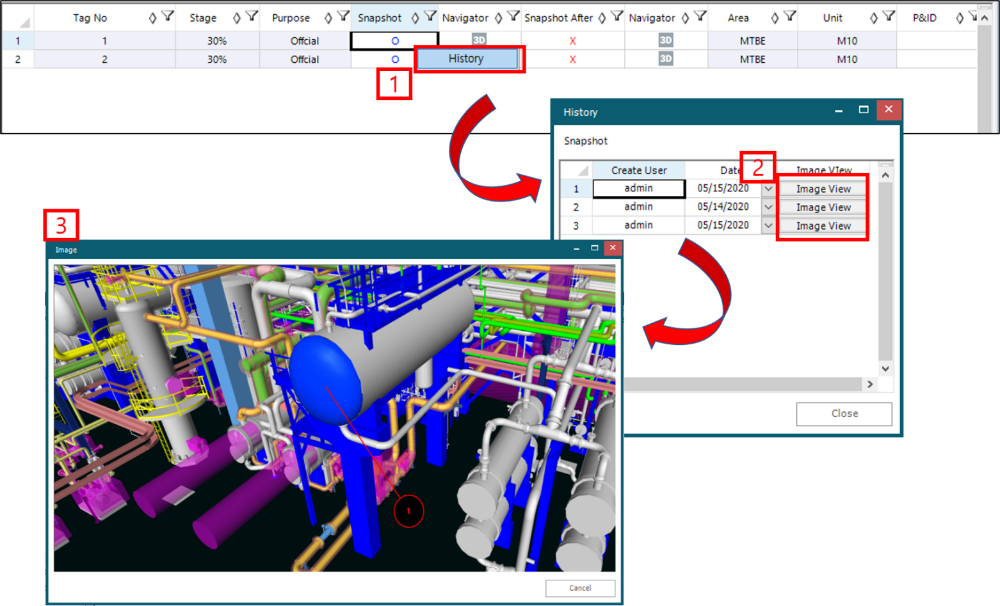 Tag No Stage Purpose Snapshot Navigator Snapshot After Navigator Area Unit P&ID
1 1 30% Offcial O 3D X 3D MTBE M10
2 2 30% Offcial O History X 3D MTBE M10
1
History
Snapshot
Create User Date 2 Image VIew
1 admin 05/15/2020 Image View
2 admin 05/14/2020 Image View
3 admin 05/15/2020 Image View
Close
3
Image
1
Cancel